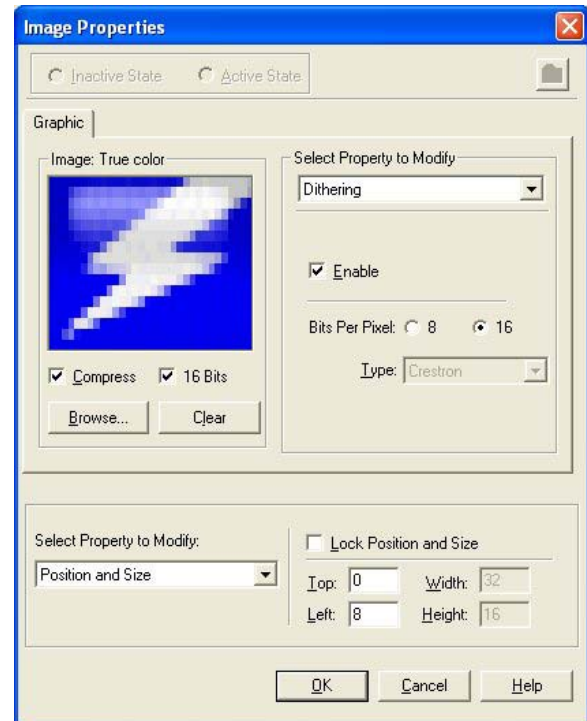 Image Properties
Inactive State Active State
Graphic
Image: True color
Select Property to Modify
Dithering
Enable
Bits Per Pixel: 8 16
Type: Crestron
Compress 16 Bits
Browse... Clear
Select Property to Modify:
Position and Size
Lock Position and Size
Top: 0 Width: 32
Left: 8 Height: 16
OK Cancel Help